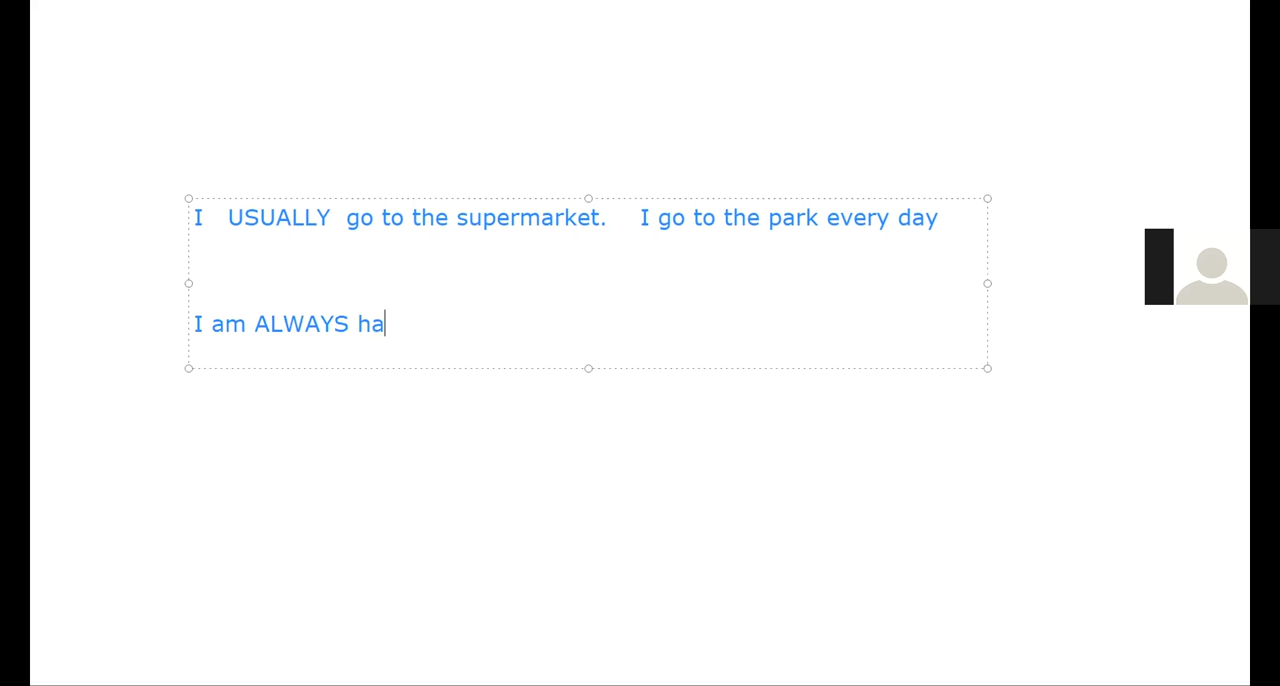 I USUALLY go to the supermarket. I go to the park every day
I am ALWAYS ha